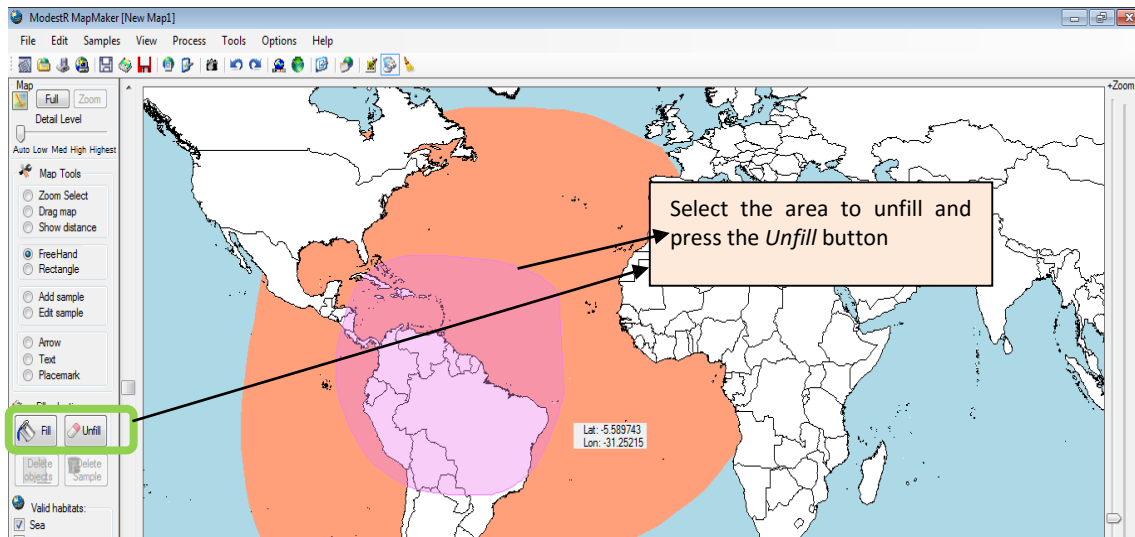 ModestR MapMaker [New Map1]
File Edit Samples View Process Tools Options Help
Map
+Zoom
Full Zoom
Detail Level
Auto Low Med High Highest
Map Tools
Zoom Select
Drag map
Show distance
FreeHand
Rectangle
Add sample
Edit sample
Arrow
Text
Placemark
Fill Unfill
Delete objects
Delete Sample
Valid habitats:
Sea
Select the area to unfill and
press the Unfill button
Lat: -5.589743
Lon: -31.25215